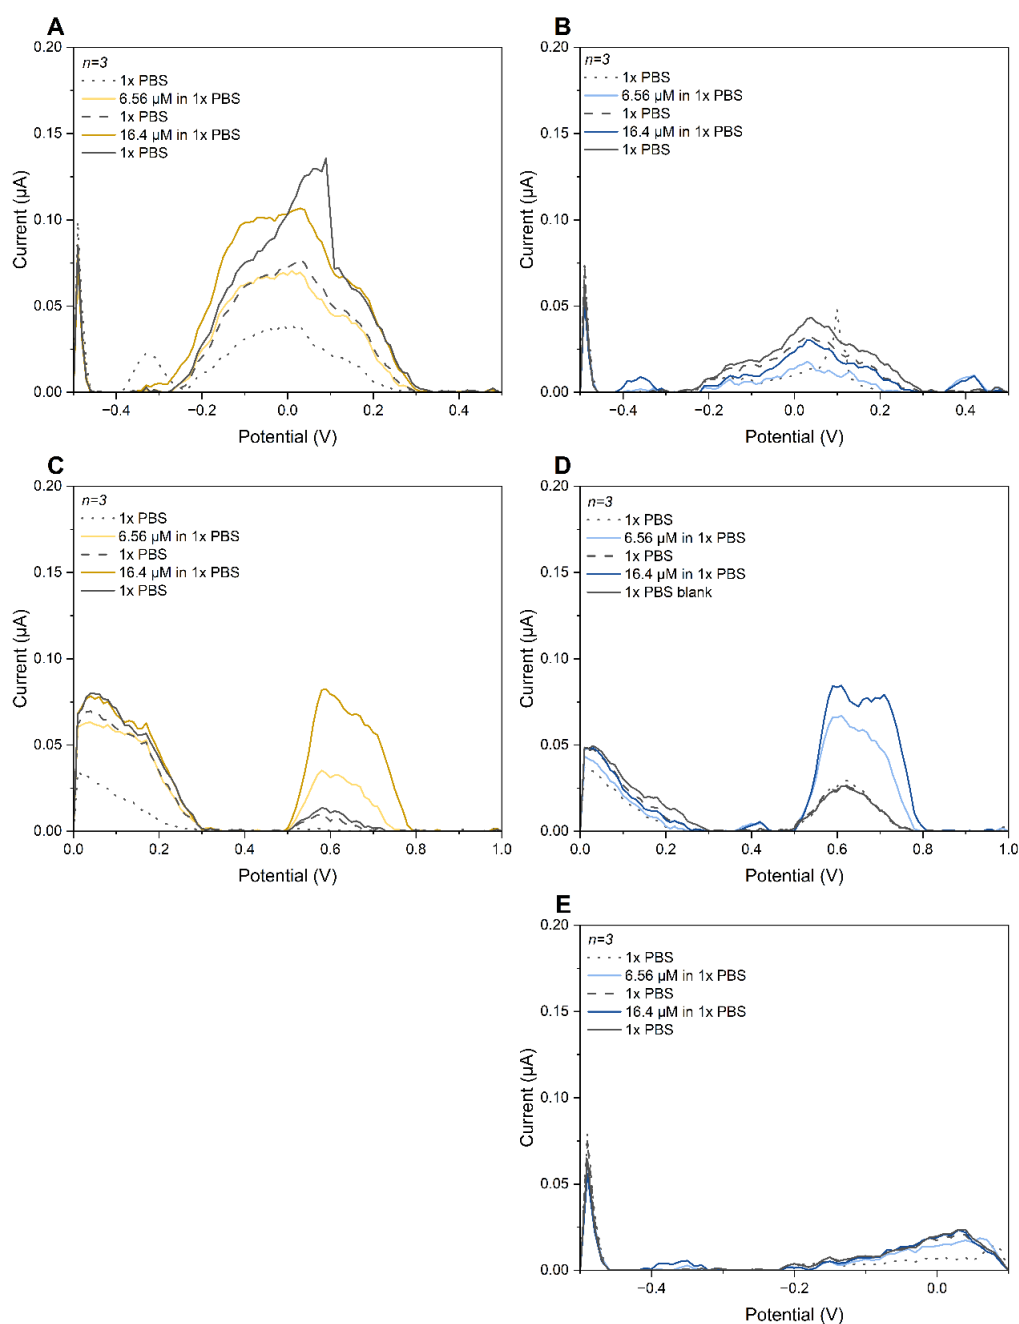 A
n=3
1x PBS
6.56 µM in 1x PBS
1x PBS
16.4 µM in 1x PBS
1x PBS
0.20
0.15
0.10
0.05
0.00
Current (µA)
−0.4 −0.2 0.0 0.2 0.4
Potential (V)
B
n=3
1x PBS
6.56 µM in 1x PBS
1x PBS
16.4 µM in 1x PBS
1x PBS
0.20
0.15
0.10
0.05
0.00
Current (µA)
−0.4 −0.2 0.0 0.2 0.4
Potential (V)
C
n=3
1x PBS
6.56 µM in 1x PBS
1x PBS
16.4 µM in 1x PBS
1x PBS
0.20
0.15
0.10
0.05
0.00
Current (µA)
0.0 0.2 0.4 0.6 0.8 1.0
Potential (V)
D
n=3
1x PBS
6.56 µM in 1x PBS
1x PBS
16.4 µM in 1x PBS
1x PBS blank
0.20
0.15
0.10
0.05
0.00
Current (µA)
0.0 0.2 0.4 0.6 0.8 1.0
Potential (V)
E
n=3
1x PBS
6.56 µM in 1x PBS
1x PBS
16.4 µM in 1x PBS
1x PBS
0.20
0.15
0.10
0.05
0.00
Current (µA)
−0.4 −0.2 0.0
Potential (V)